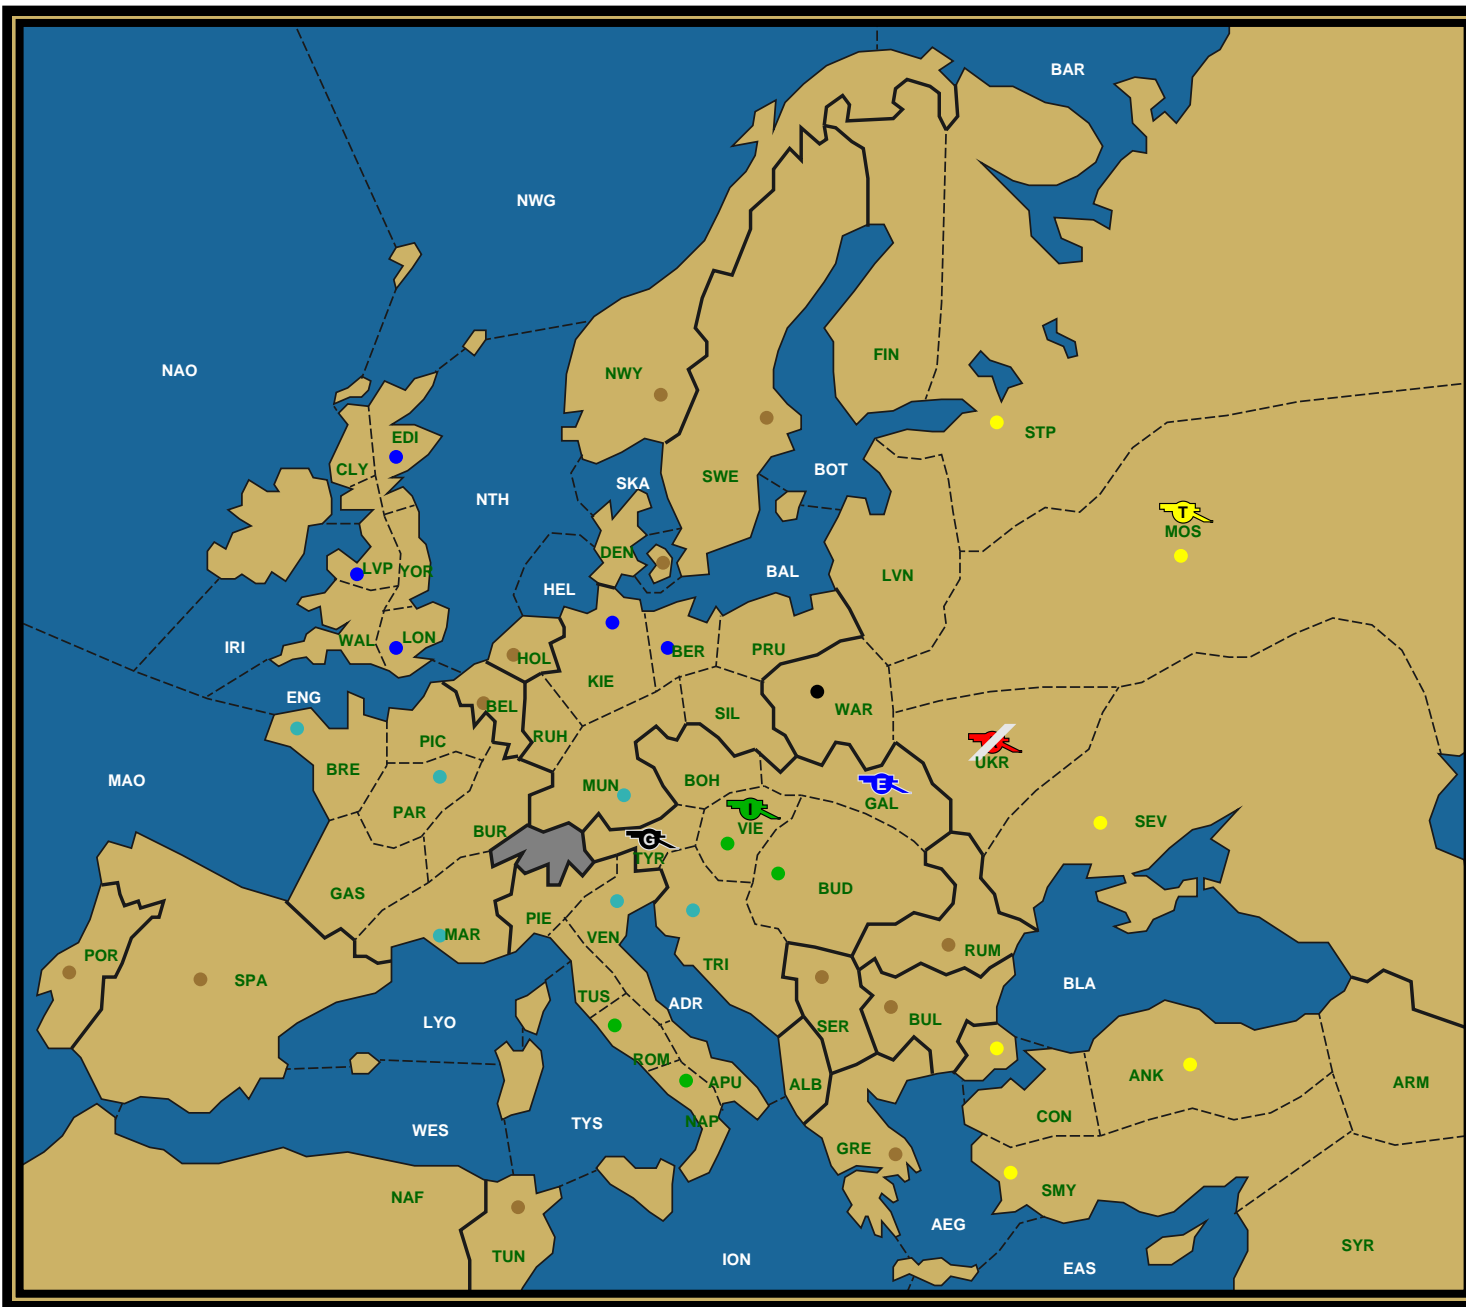 BAR
NWG
NAO
FIN
NWY
EDI
STP
CLY
BOT
SWE
SKA
NTH
T
MOS
DEN
LVP
YOR
BAL
LVN
HEL
WAL
LON
IRI
HOL
BER
PRU
KIE
ENG
BEL
WAR
SIL
RUH
PIC
UKR
BRE
MAO
BOH
MUN
E
GAL
I
PAR
VIE
SEV
BUR
G
TYR
BUD
GAS
PIE
MAR
VEN
RUM
POR
TRI
SPA
BLA
TUS
ADR
LYO
BUL
SER
ROM
APU
ALB
ANK
ARM
CON
NAP
TYS
WES
GRE
SMY
NAF
AEG
SYR
TUN
ION
EAS